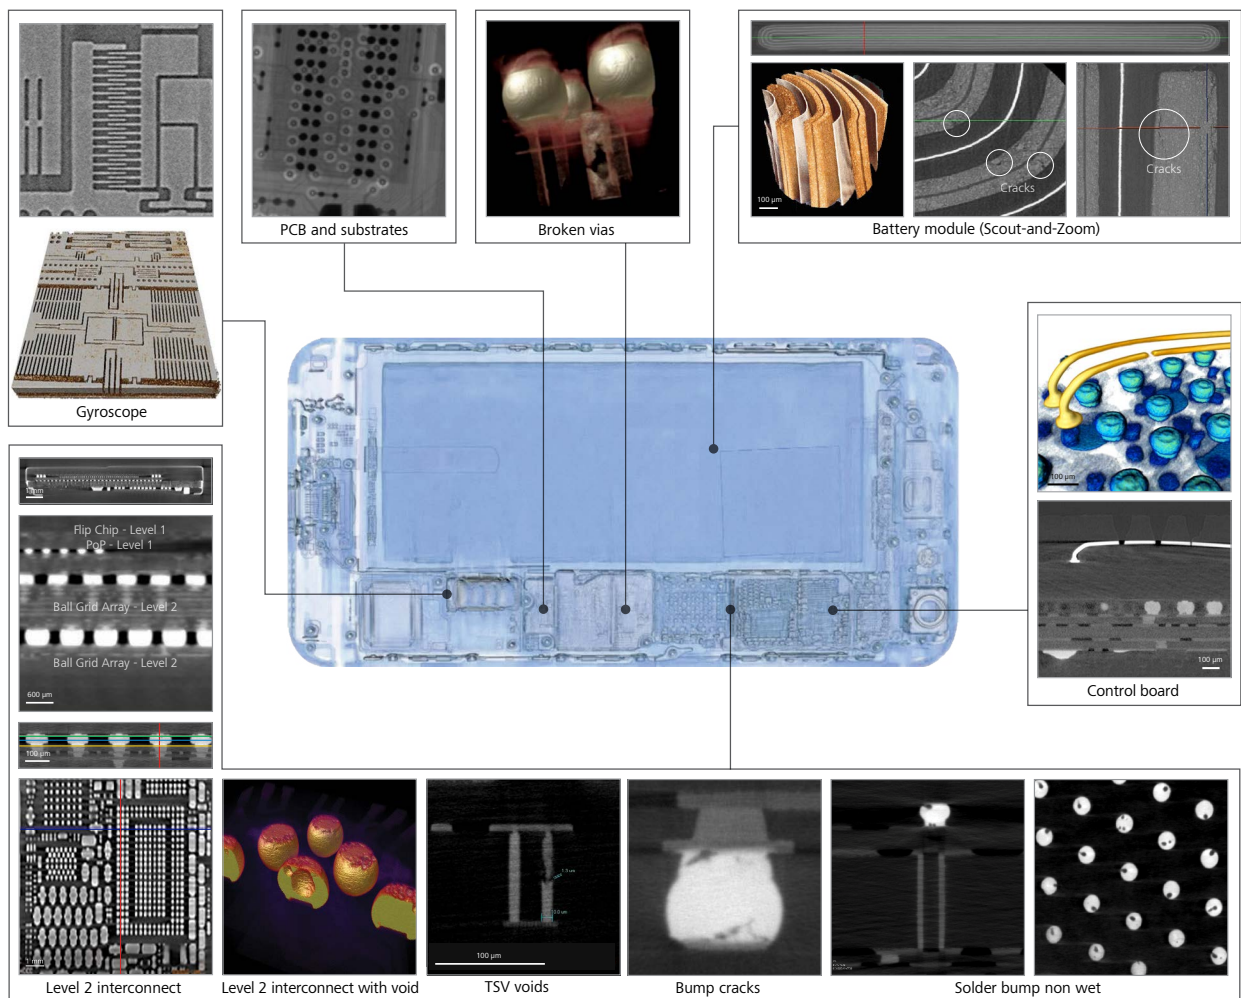 PCB and substrates
Broken vias
100 µm
Cracks
Cracks
Battery module (Scout-and-Zoom)
Gyroscope
1 mm
Flip Chip - Level 1
PoP - Level 1
Ball Grid Array - Level 2
Ball Grid Array - Level 2
600 µm
100 µm
100 µm
100 µm
Control board
1 mm
Level 2 interconnect
Level 2 interconnect with void
100 µm
TSV voids
Bump cracks
Solder bump non wet